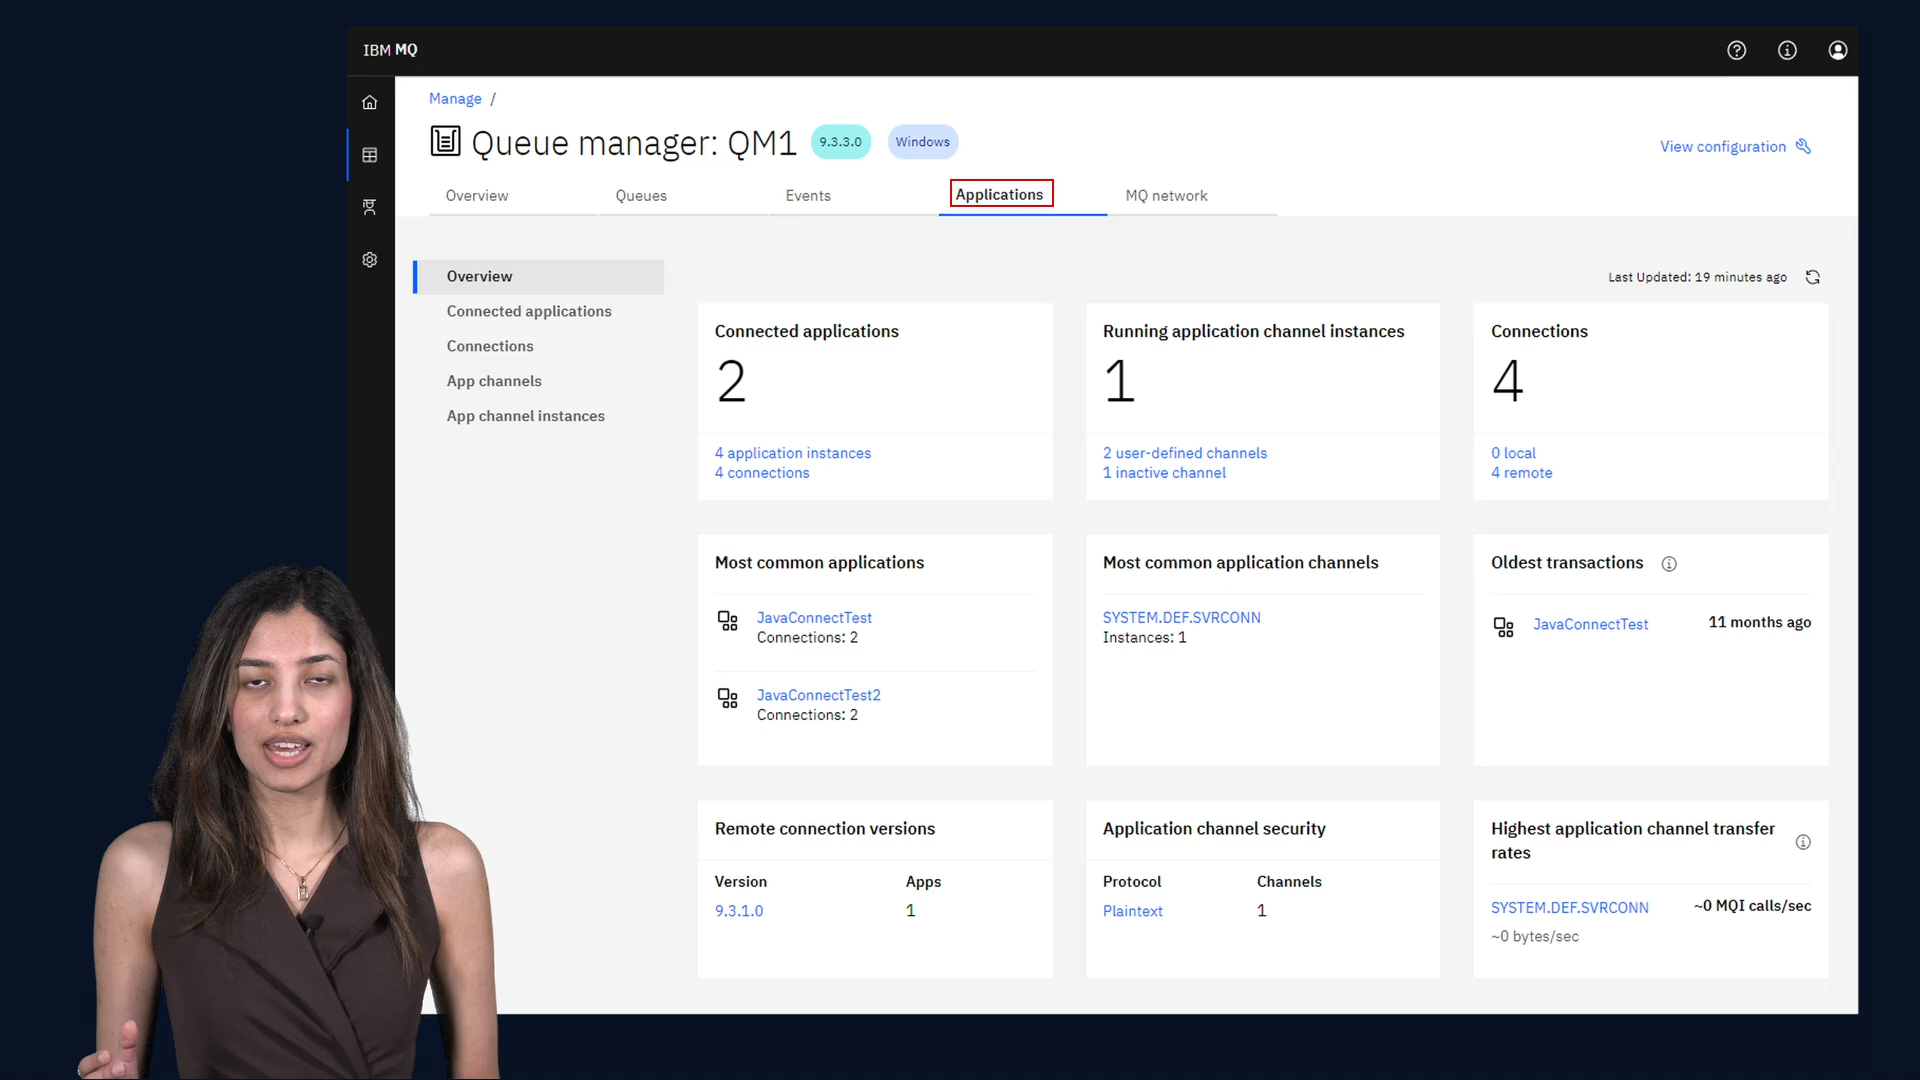 IBM MQ
Manage /
Queue manager: QM1 9.3.3.0 Windows
View configuration
Overview Queues Events Applications MQ network
Overview
Connected applications
Connections
App channels
App channel instances
Last Updated: 19 minutes ago
Connected applications
2
4 application instances
4 connections
Running application channel instances
1
2 user-defined channels
1 inactive channel
Connections
4
0 local
4 remote
Most common applications
JavaConnectTest
Connections: 2
JavaConnectTest2
Connections: 2
Most common application channels
SYSTEM.DEF.SVRCONN
Instances: 1
Oldest transactions
JavaConnectTest 11 months ago
Remote connection versions
Version Apps
9.3.1.0 1
Application channel security
Protocol Channels
Plaintext 1
Highest application channel transfer
rates
SYSTEM.DEF.SVRCONN ~0 MQI calls/sec
~0 bytes/sec